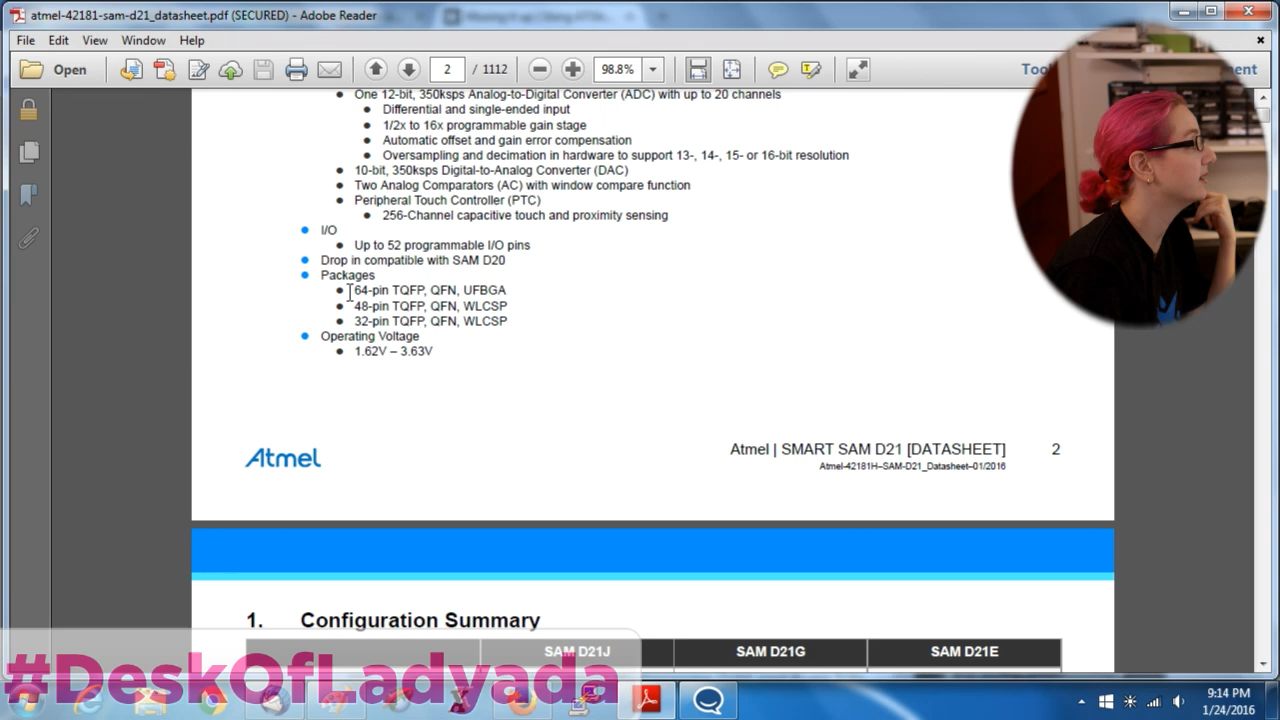 atmel-42181-sam-d21_datasheet.pdf (SECURED) - Adobe Reader
File Edit View Window Help
Open 2 / 1112 98.8%
One 12-bit, 350ksps Analog-to-Digital Converter (ADC) with up to 20 channels
Differential and single-ended input
1/2x to 16x programmable gain stage
Automatic offset and gain error compensation
Oversampling and decimation in hardware to support 13-, 14-, 15- or 16-bit resolution
10-bit, 350ksps Digital-to-Analog Converter (DAC)
Two Analog Comparators (AC) with window compare function
Peripheral Touch Controller (PTC)
256-Channel capacitive touch and proximity sensing
I/O
Up to 52 programmable I/O pins
Drop in compatible with SAM D20
Packages
64-pin TQFP, QFN, UFBGA
48-pin TQFP, QFN, WLCSP
32-pin TQFP, QFN, WLCSP
Operating Voltage
1.62V – 3.63V
Atmel
Atmel | SMART SAM D21 [DATASHEET] 2
Atmel-42181H–SAM-D21_Datasheet–01/2016
1. Configuration Summary
SAM D21J SAM D21G SAM D21E
#DeskOfLadyada
9:14 PM
1/24/2016